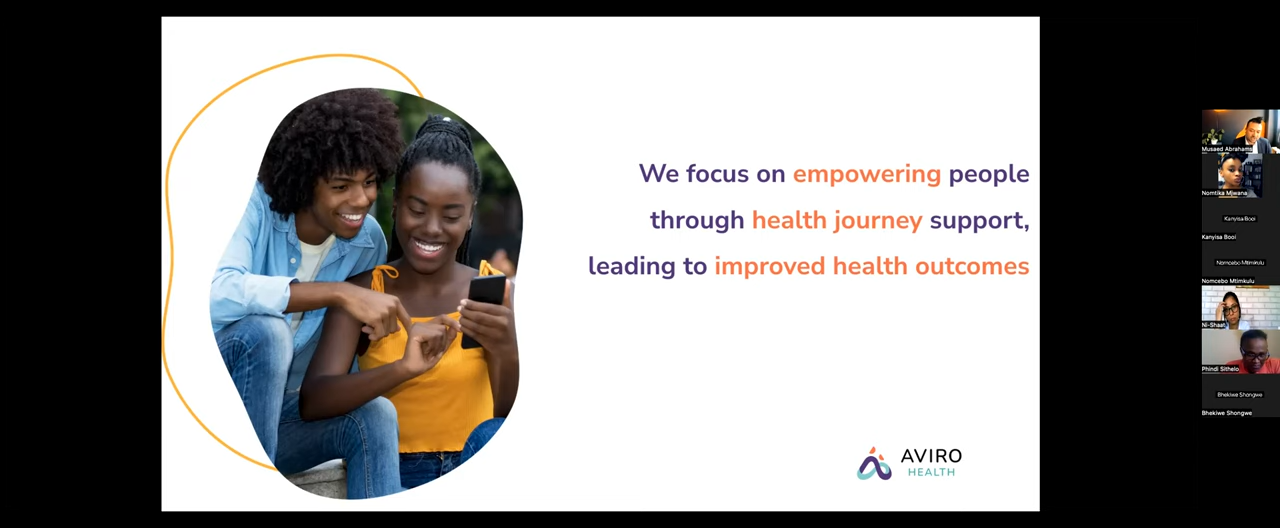 We focus on empowering people
through health journey support,
leading to improved health outcomes
AVIRO
HEALTH
Musaed Abrahams
Nomtika Mjwana
Kanyisa Booi
Kanyisa Booi
Nomcebo Mtimkulu
Nomcebo Mtimkulu
Ni-Shaat
Phindi Sithelo
Bhekiwe Shongwe
Bhekiwe Shongwe